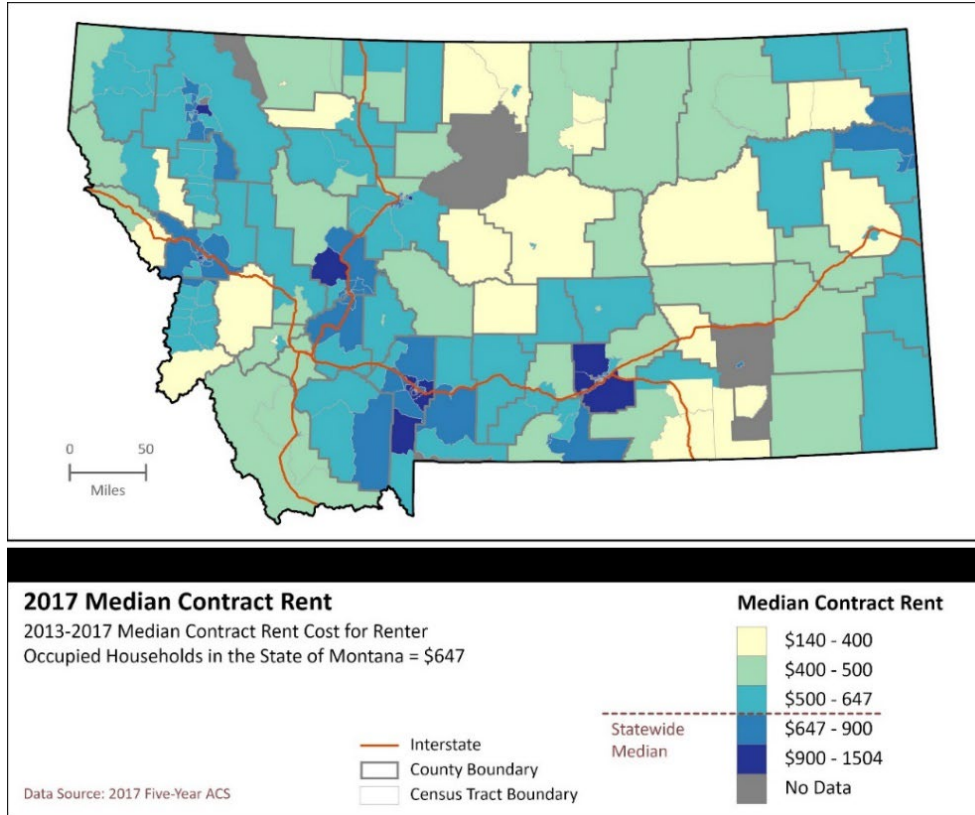 0 50
Miles
2017 Median Contract Rent
2013-2017 Median Contract Rent Cost for Renter
Occupied Households in the State of Montana = $647
Interstate
County Boundary
Census Tract Boundary
Data Source: 2017 Five-Year ACS
Median Contract Rent
$140 - 400
$400 - 500
$500 - 647
Statewide
Median
$647 - 900
$900 - 1504
No Data